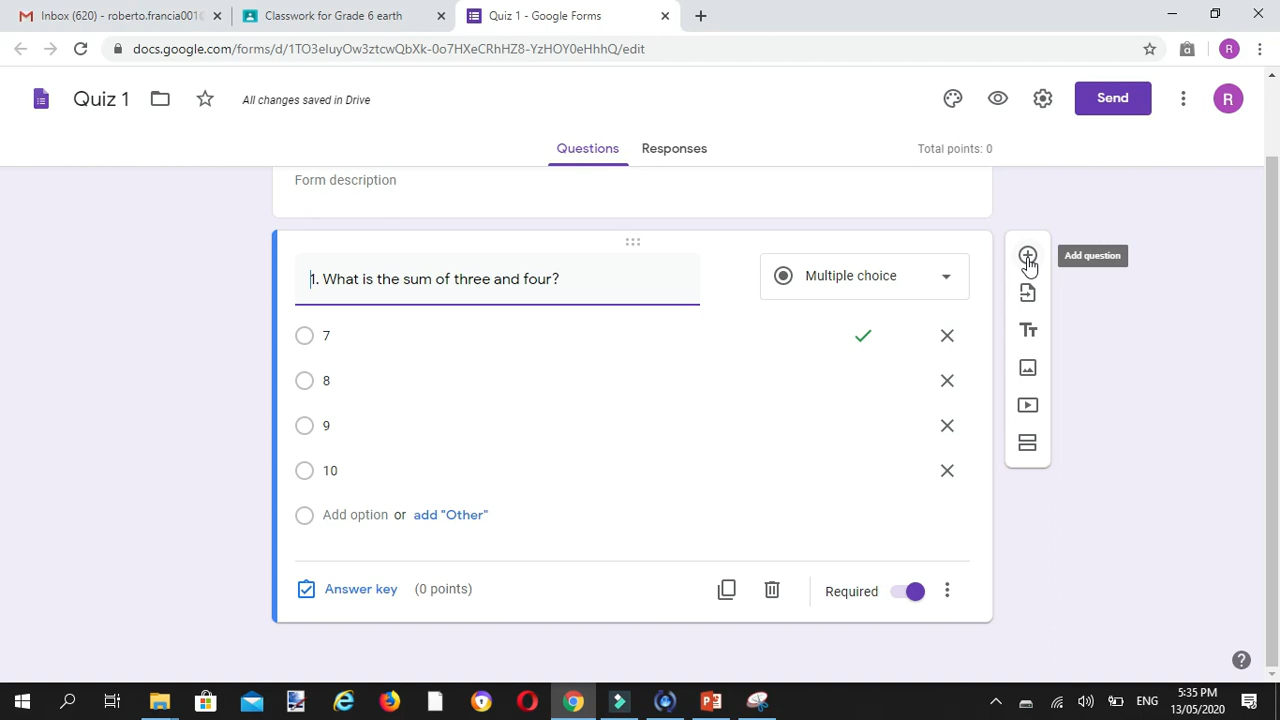 Inbox (620) - roberto.francia001
Classwork for Grade 6 earth
Quiz 1 - Google Forms
docs.google.com/forms/d/1TO3eluyOw3ztcwQbXk-0o7HXeCRhHZ8-YzHOY0eHhhQ/edit
R
Quiz 1
All changes saved in Drive
Send
R
Questions
Responses
Total points: 0
Form description
Add question
1. What is the sum of three and four?
Multiple choice
7
8
9
10
Add option or add "Other"
Answer key (0 points)
Required
5:35 PM
ENG
13/05/2020